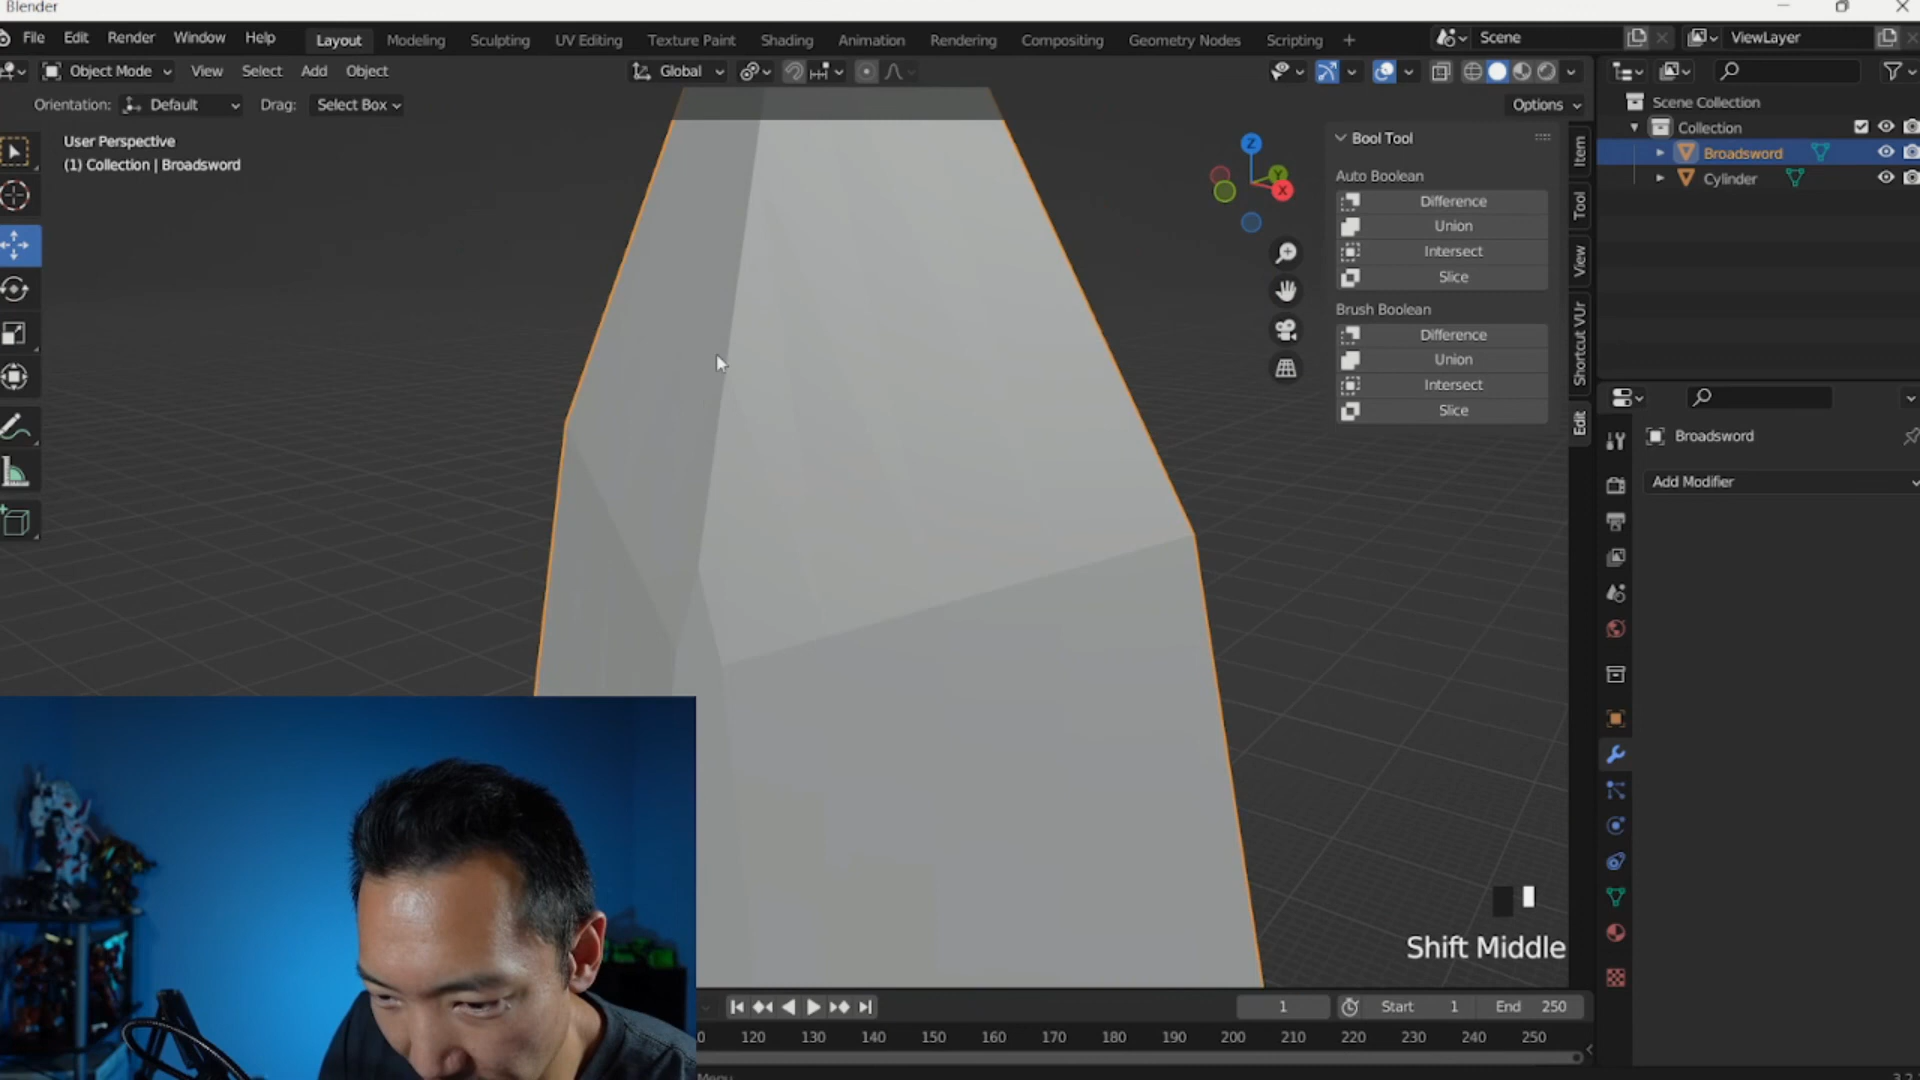 Blender
File Edit Render Window Help
Layout Modeling Sculpting UV Editing Texture Paint Shading Animation Rendering Compositing Geometry Nodes Scripting +
Scene
ViewLayer
Object Mode View Select Add Object
Global
Orientation: Default Drag: Select Box
Options
User Perspective
(1) Collection | Broadsword
Z
Y
X
Bool Tool
Auto Boolean
Difference
Union
Intersect
Slice
Brush Boolean
Difference
Union
Intersect
Slice
Item
Tool
View
Shortcut VUr
Edit
Scene Collection
Collection
Broadsword
Cylinder
Broadsword
Add Modifier
Shift Middle
1 Start 1 End 250
0 120 130 140 150 160 170 180 190 200 210 220 230 240 250